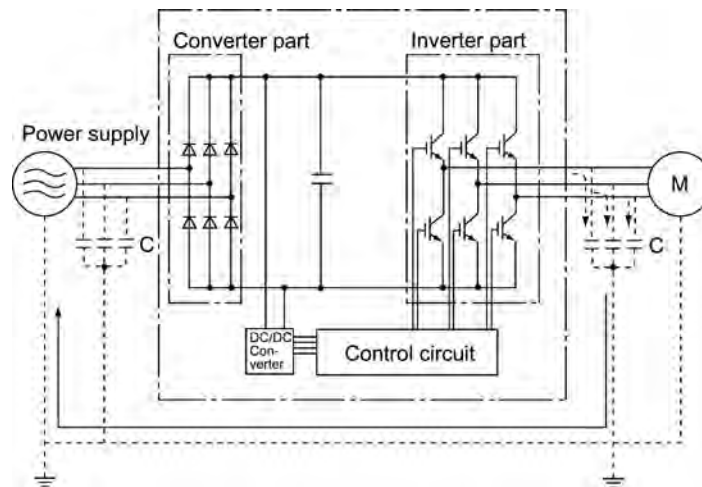 Converter part
Inverter part
Power supply
M
C
C
DC/DC
Con-
verter
Control circuit